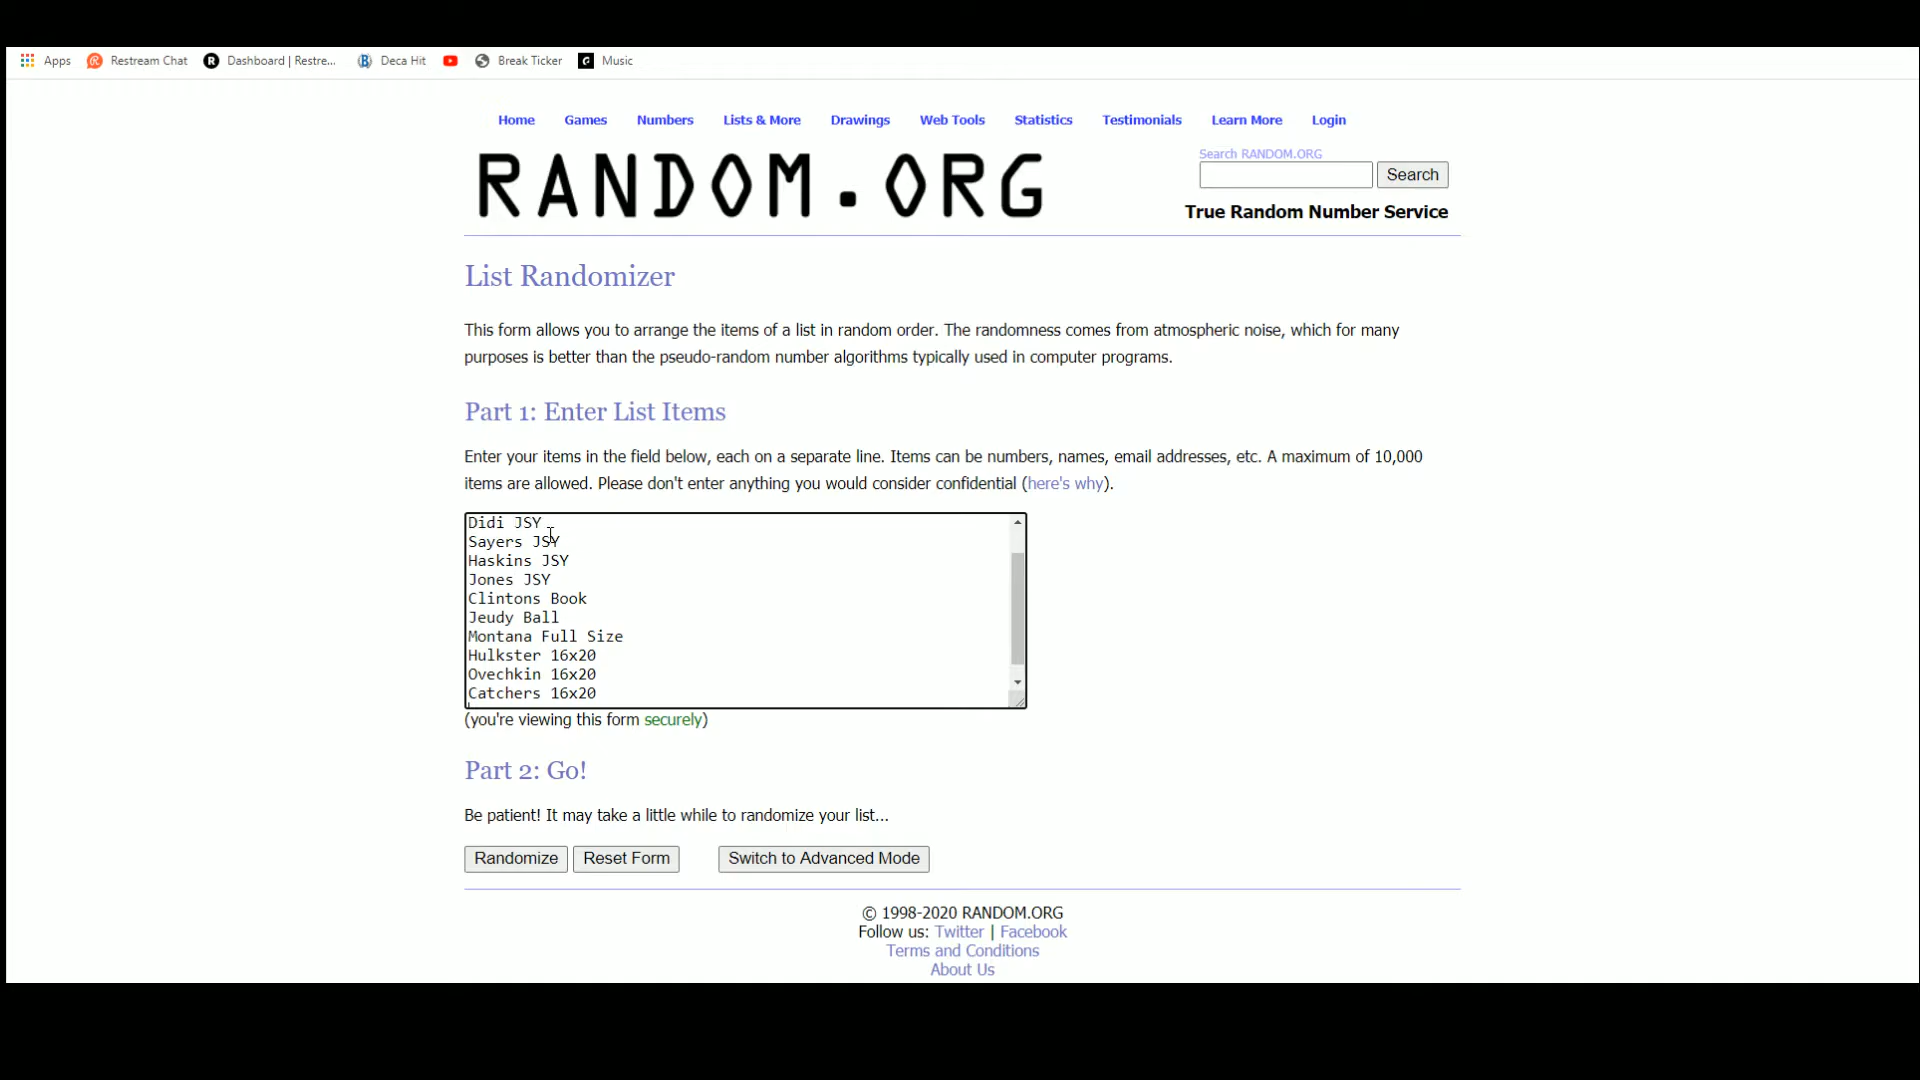 Apps Restream Chat Dashboard | Restre... Deca Hit Break Ticker Music
Home Games Numbers Lists & More Drawings Web Tools Statistics Testimonials Learn More Login
RANDOM.ORG
Search RANDOM.ORG
Search
True Random Number Service
List Randomizer
This form allows you to arrange the items of a list in random order. The randomness comes from atmospheric noise, which for many
purposes is better than the pseudo-random number algorithms typically used in computer programs.
Part 1: Enter List Items
Enter your items in the field below, each on a separate line. Items can be numbers, names, email addresses, etc. A maximum of 10,000
items are allowed. Please don't enter anything you would consider confidential (here's why).
Didi JSY
Sayers JSY
Haskins JSY
Jones JSY
Clintons Book
Jeudy Ball
Montana Full Size
Hulkster 16x20
Ovechkin 16x20
Catchers 16x20
(you're viewing this form securely)
Part 2: Go!
Be patient! It may take a little while to randomize your list...
Randomize Reset Form Switch to Advanced Mode
© 1998-2020 RANDOM.ORG
Follow us: Twitter | Facebook
Terms and Conditions
About Us